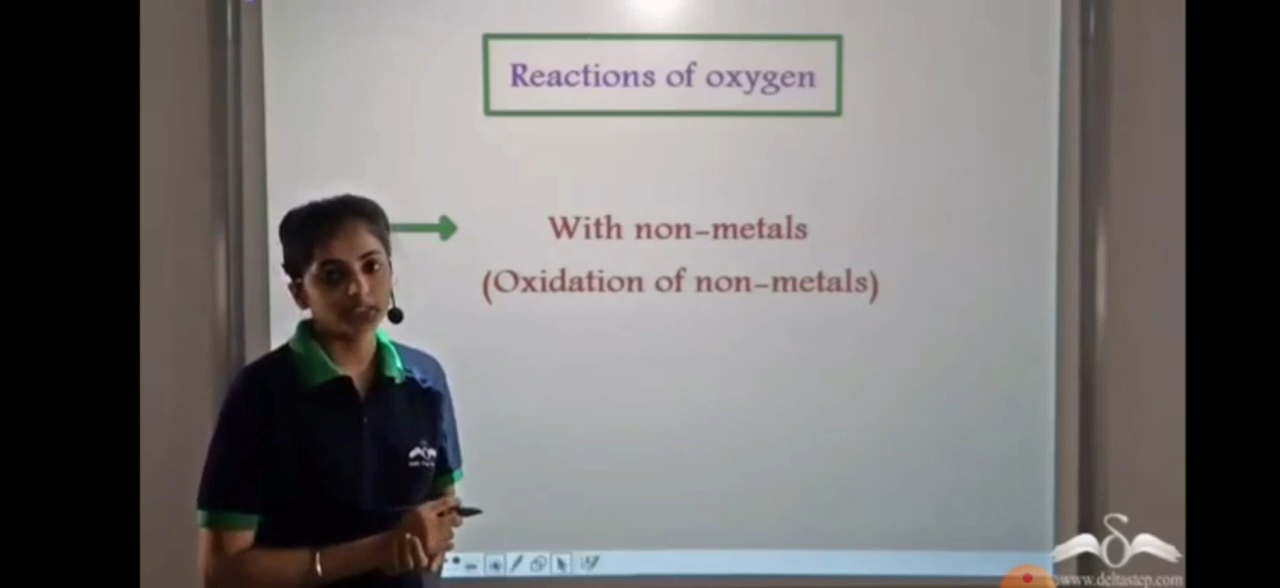 Reactions of oxygen
With non-metals
(Oxidation of non-metals)
www.deltastep.com